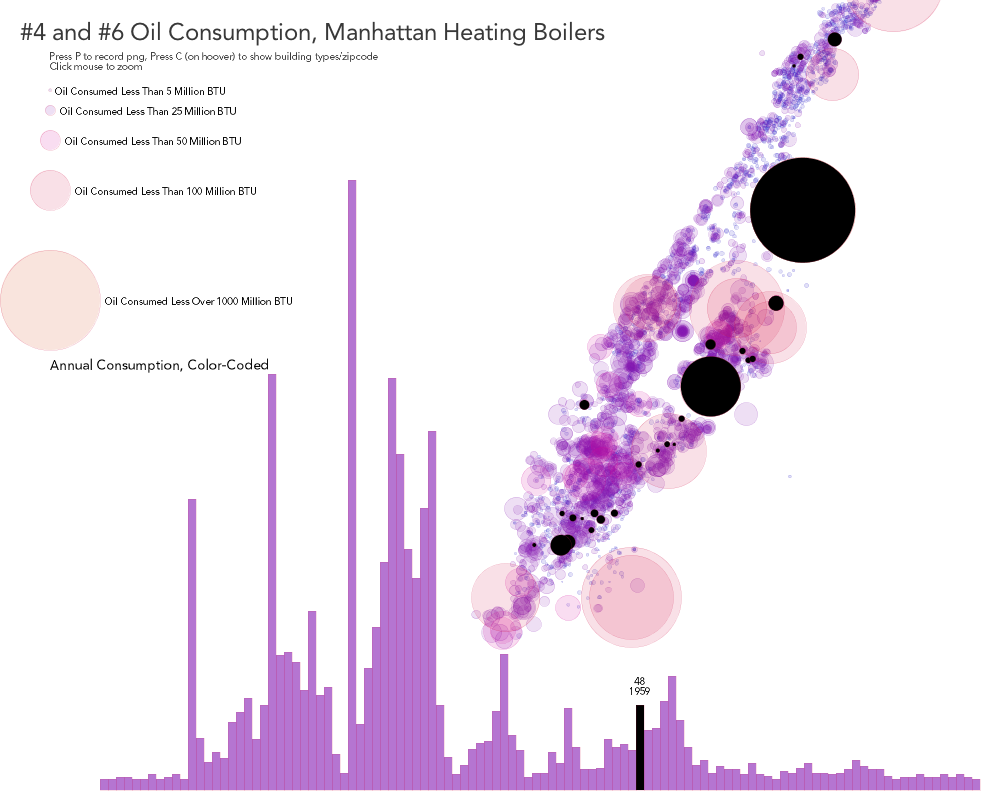 #4 and #6 Oil Consumption, Manhattan Heating Boilers
Press P to record png, Press C (on hoover) to show building types/zipcode
Click mouse to zoom
Oil Consumed Less Than 5 Million BTU
Oil Consumed Less Than 25 Million BTU
Oil Consumed Less Than 50 Million BTU
Oil Consumed Less Than 100 Million BTU
Oil Consumed Less Over 1000 Million BTU
Annual Consumption, Color-Coded
48
1959